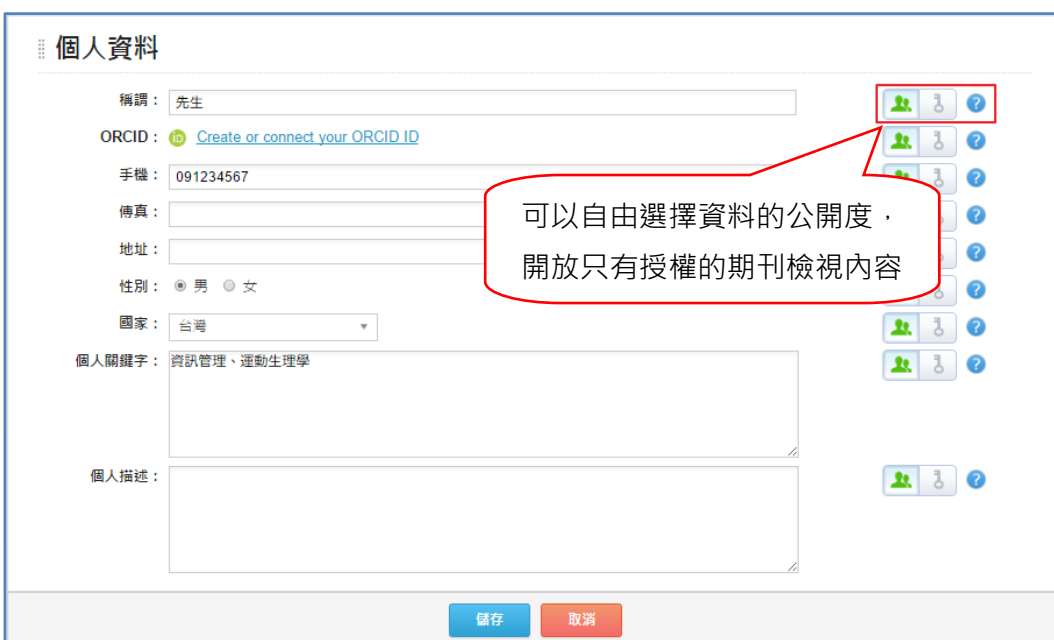 個人資料
稱謂： 先生
ORCID： iD Create or connect your ORCID ID
手機： 091234567
傳真：
地址：
可以自由選擇資料的公開度，
開放只有授權的期刊檢視內容
性別： 男 女
國家： 台灣
個人關鍵字： 資訊管理、運動生理學
個人描述：
儲存 取消